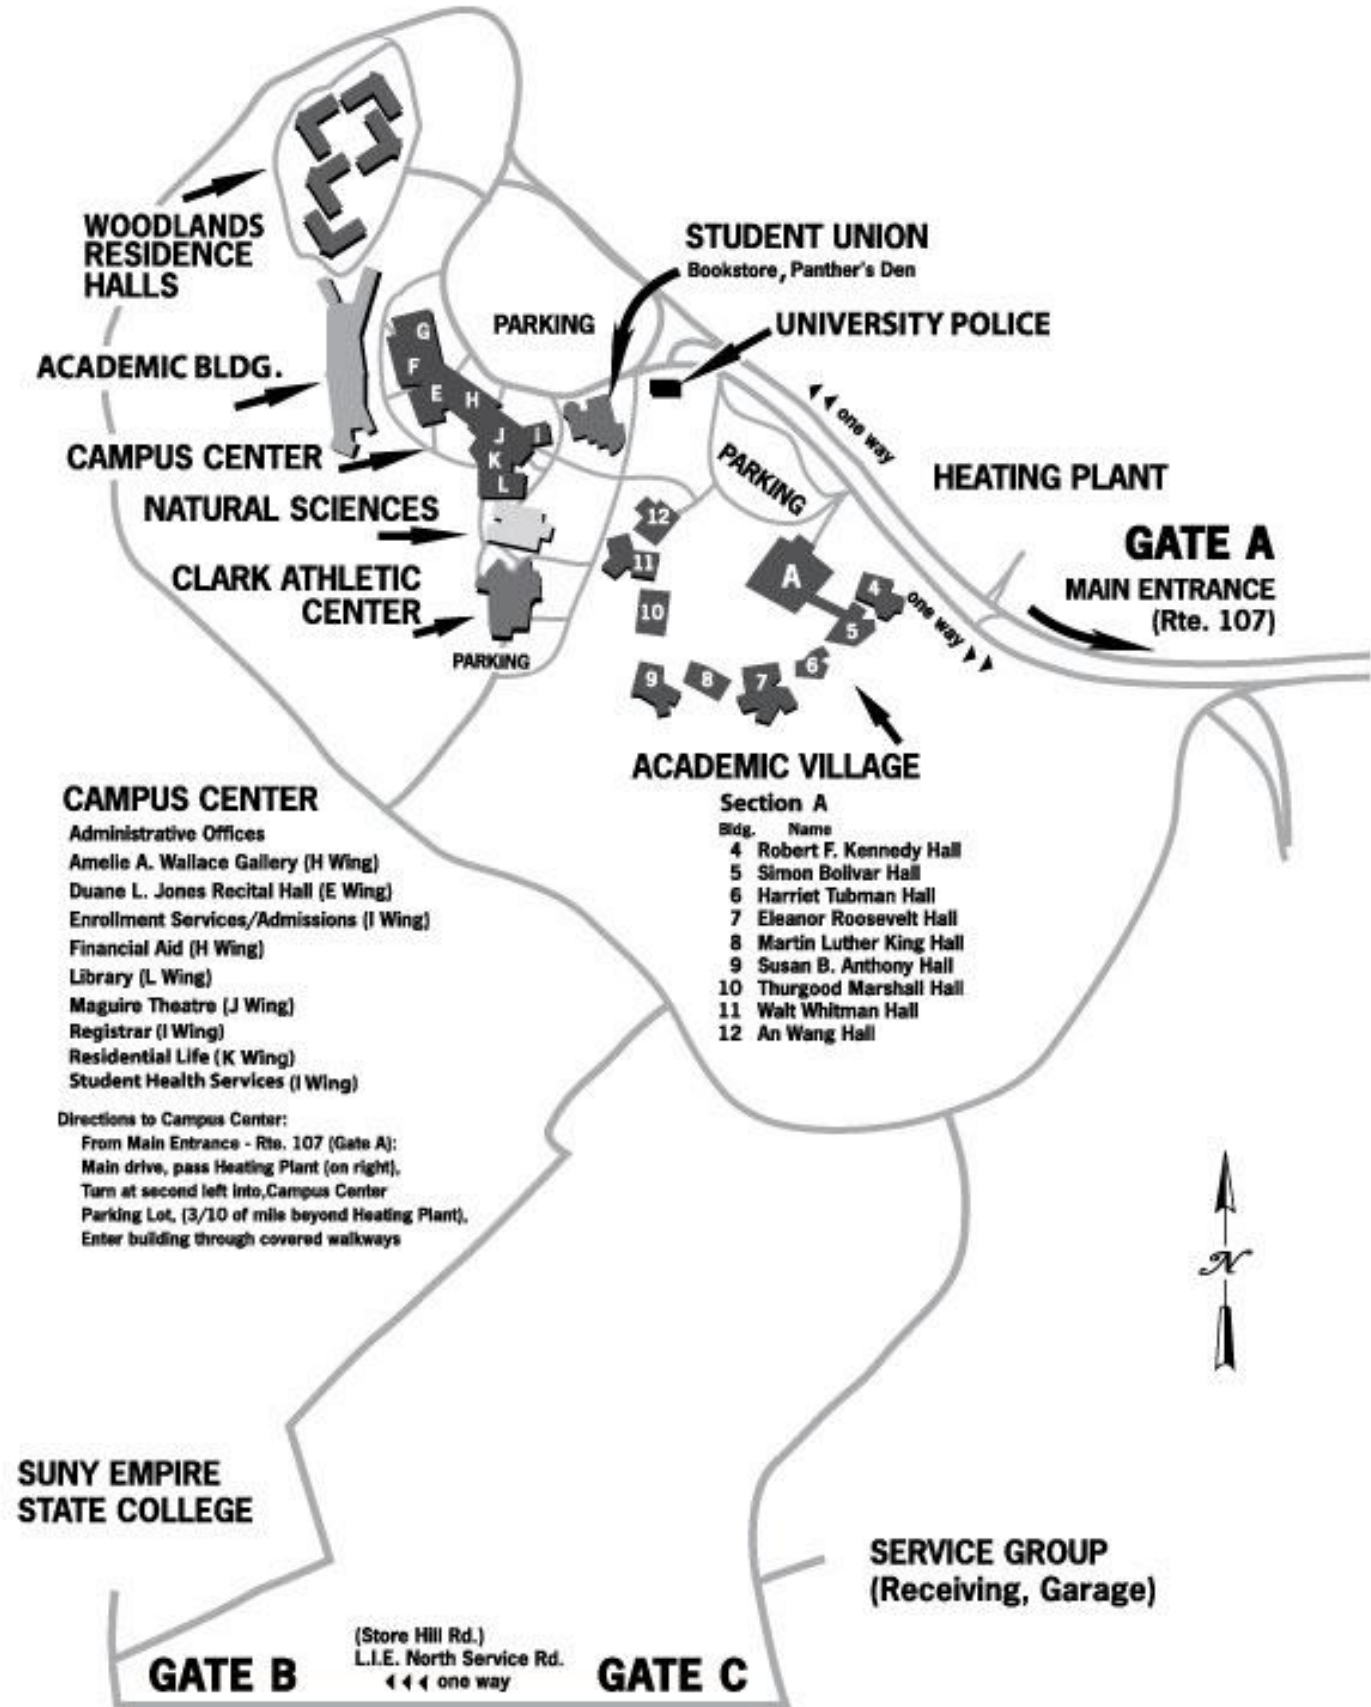 WOODLANDS
RESIDENCE
HALLS
STUDENT UNION
Bookstore, Panther's Den
PARKING
UNIVERSITY POLICE
ACADEMIC BLDG.
G
F
E
H
J
I
K
L
◄◄ one way
CAMPUS CENTER
PARKING
HEATING PLANT
NATURAL SCIENCES
12
GATE A
MAIN ENTRANCE
(Rte. 107)
CLARK ATHLETIC
CENTER
11
A
4
10
5
one way ►►
PARKING
9
8
7
6
ACADEMIC VILLAGE
Section A
Bldg. Name
4 Robert F. Kennedy Hall
5 Simon Bolivar Hall
6 Harriet Tubman Hall
7 Eleanor Roosevelt Hall
8 Martin Luther King Hall
9 Susan B. Anthony Hall
10 Thurgood Marshall Hall
11 Walt Whitman Hall
12 An Wang Hall
CAMPUS CENTER
Administrative Offices
Amelie A. Wallace Gallery (H Wing)
Duane L. Jones Recital Hall (E Wing)
Enrollment Services/Admissions (I Wing)
Financial Aid (H Wing)
Library (L Wing)
Maguire Theatre (J Wing)
Registrar (I Wing)
Residential Life (K Wing)
Student Health Services (I Wing)
Directions to Campus Center:
From Main Entrance - Rte. 107 (Gate A):
Main drive, pass Heating Plant (on right),
Turn at second left into,Campus Center
Parking Lot, (3/10 of mile beyond Heating Plant),
Enter building through covered walkways
N
SUNY EMPIRE
STATE COLLEGE
SERVICE GROUP
(Receiving, Garage)
GATE B
(Store Hill Rd.)
L.I.E. North Service Rd.
◄◄◄ one way
GATE C